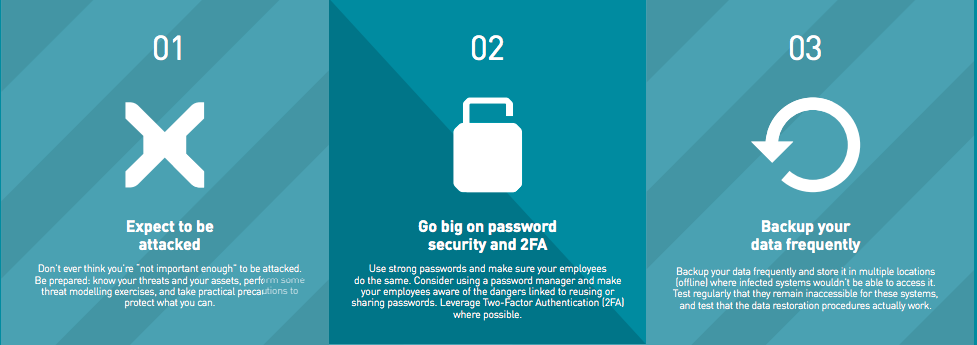 01
Expect to be
attacked
Don't ever think you're "not important enough" to be attacked.
Be prepared: know your threats and your assets, perform some
threat modelling exercises, and take practical precautions to
protect what you can.
02
Go big on password
security and 2FA
Use strong passwords and make sure your employees
do the same. Consider using a password manager and make
your employees aware of the dangers linked to reusing or
sharing passwords. Leverage Two-Factor Authentication (2FA)
where possible.
03
Backup your
data frequently
Backup your data frequently and store it in multiple locations
(offline) where infected systems wouldn't be able to access it.
Test regularly that they remain inaccessible for these systems,
and test that the data restoration procedures actually work.